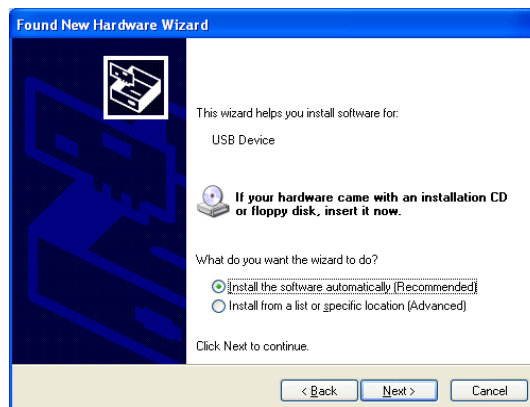 Found New Hardware Wizard
This wizard helps you install software for:
USB Device
If your hardware came with an installation CD
or floppy disk, insert it now.
What do you want the wizard to do?
Install the software automatically (Recommended)
Install from a list or specific location (Advanced)
Click Next to continue.
< Back
Next >
Cancel